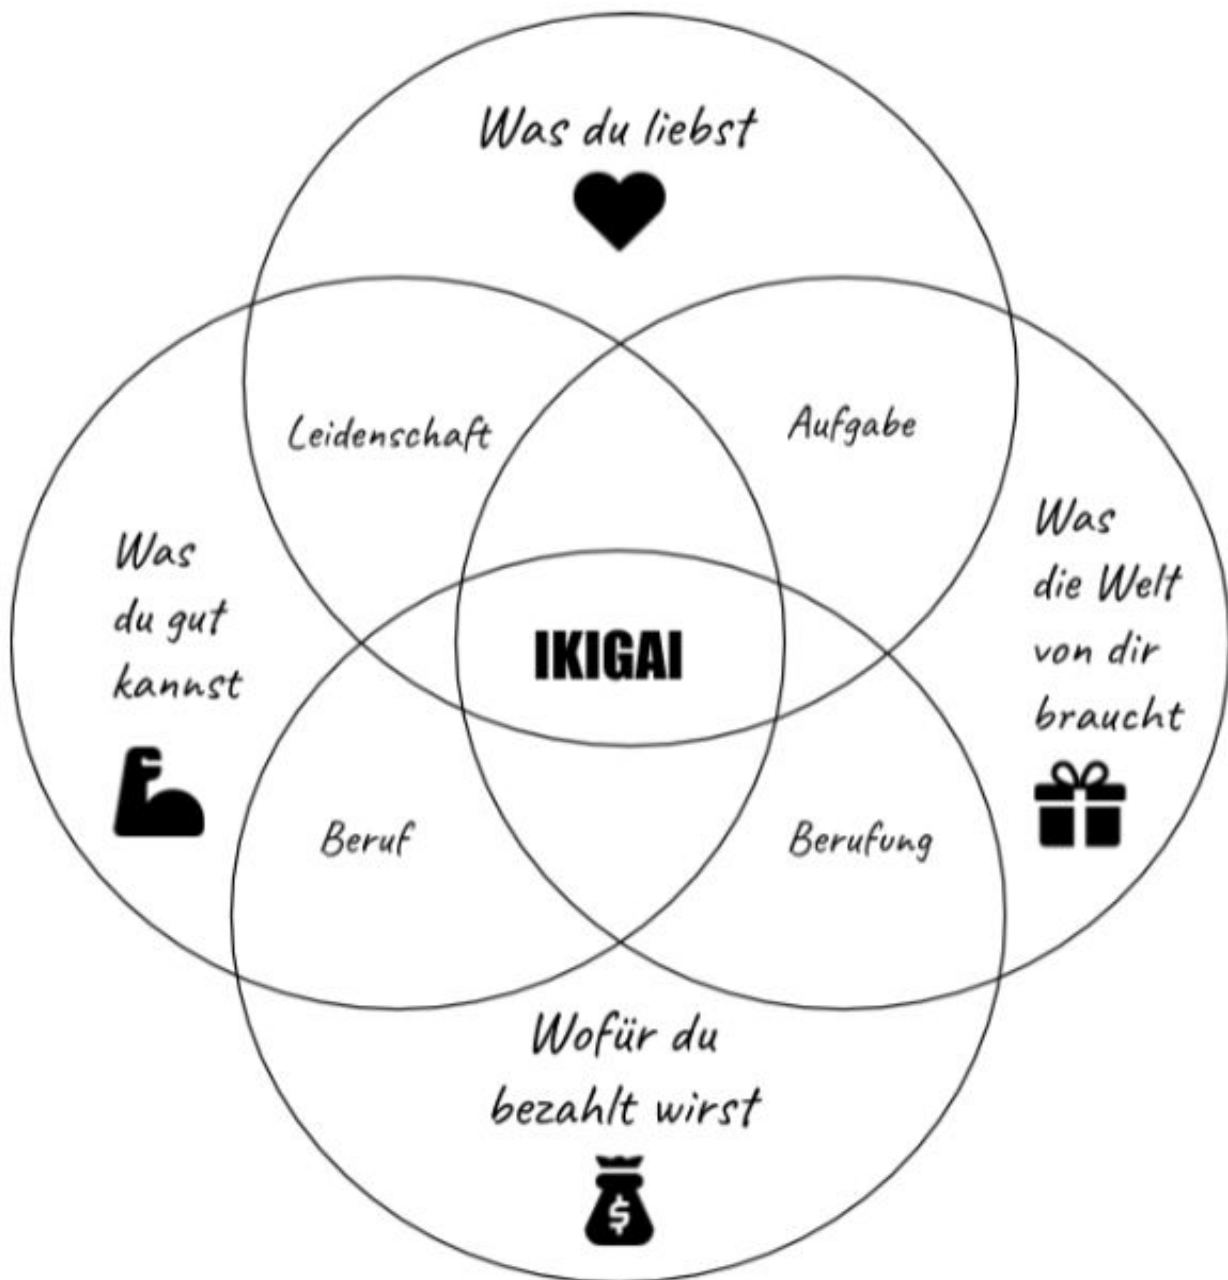 Was du liebst
Leidenschaft
Aufgabe
Was
du gut
kannst
Was
die Welt
von dir
braucht
IKIGAI
Beruf
Berufung
Wofür du
bezahlt wirst
$